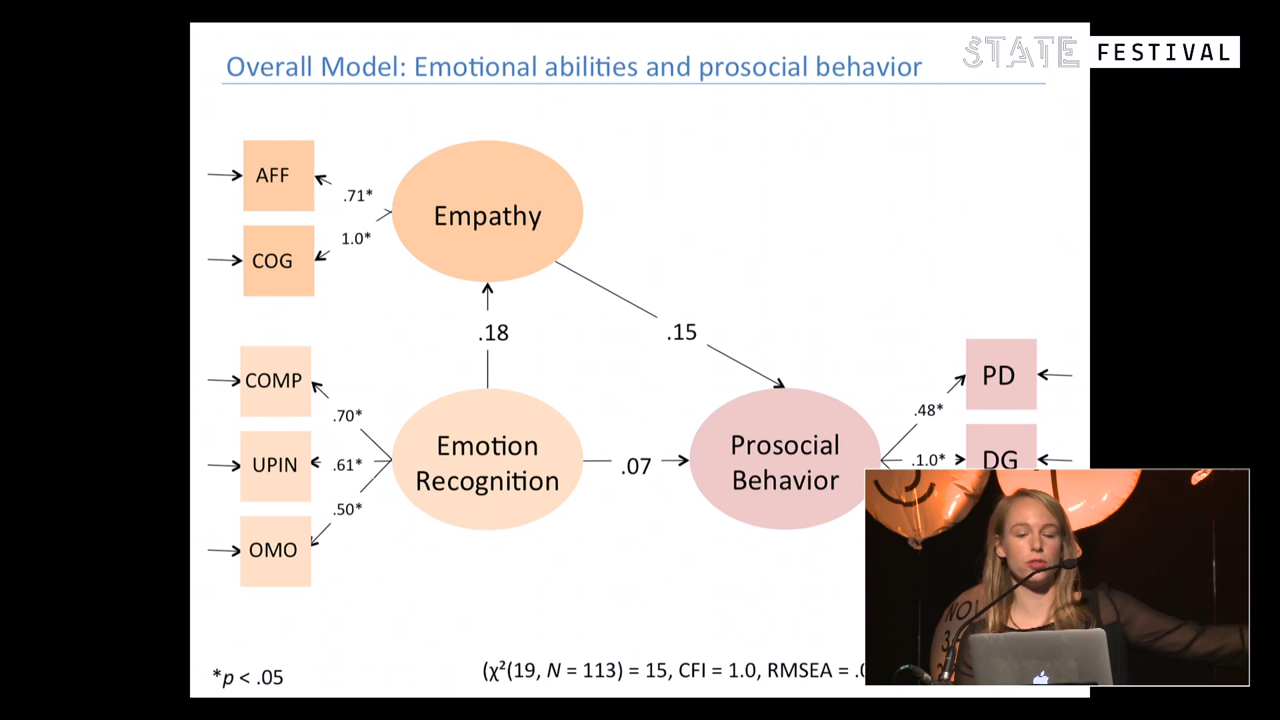 STATE FESTIVAL
Overall Model: Emotional abilities and prosocial behavior
AFF
.71*
Empathy
1.0*
COG
.18
.15
COMP
.70*
PD
.48*
UPIN
.61*
Emotion
Recognition
.07
Prosocial
Behavior
.1.0*
DG
.50*
OMO
NO!
*p < .05
(χ²(19, N = 113) = 15, CFI = 1.0, RMSEA = .0